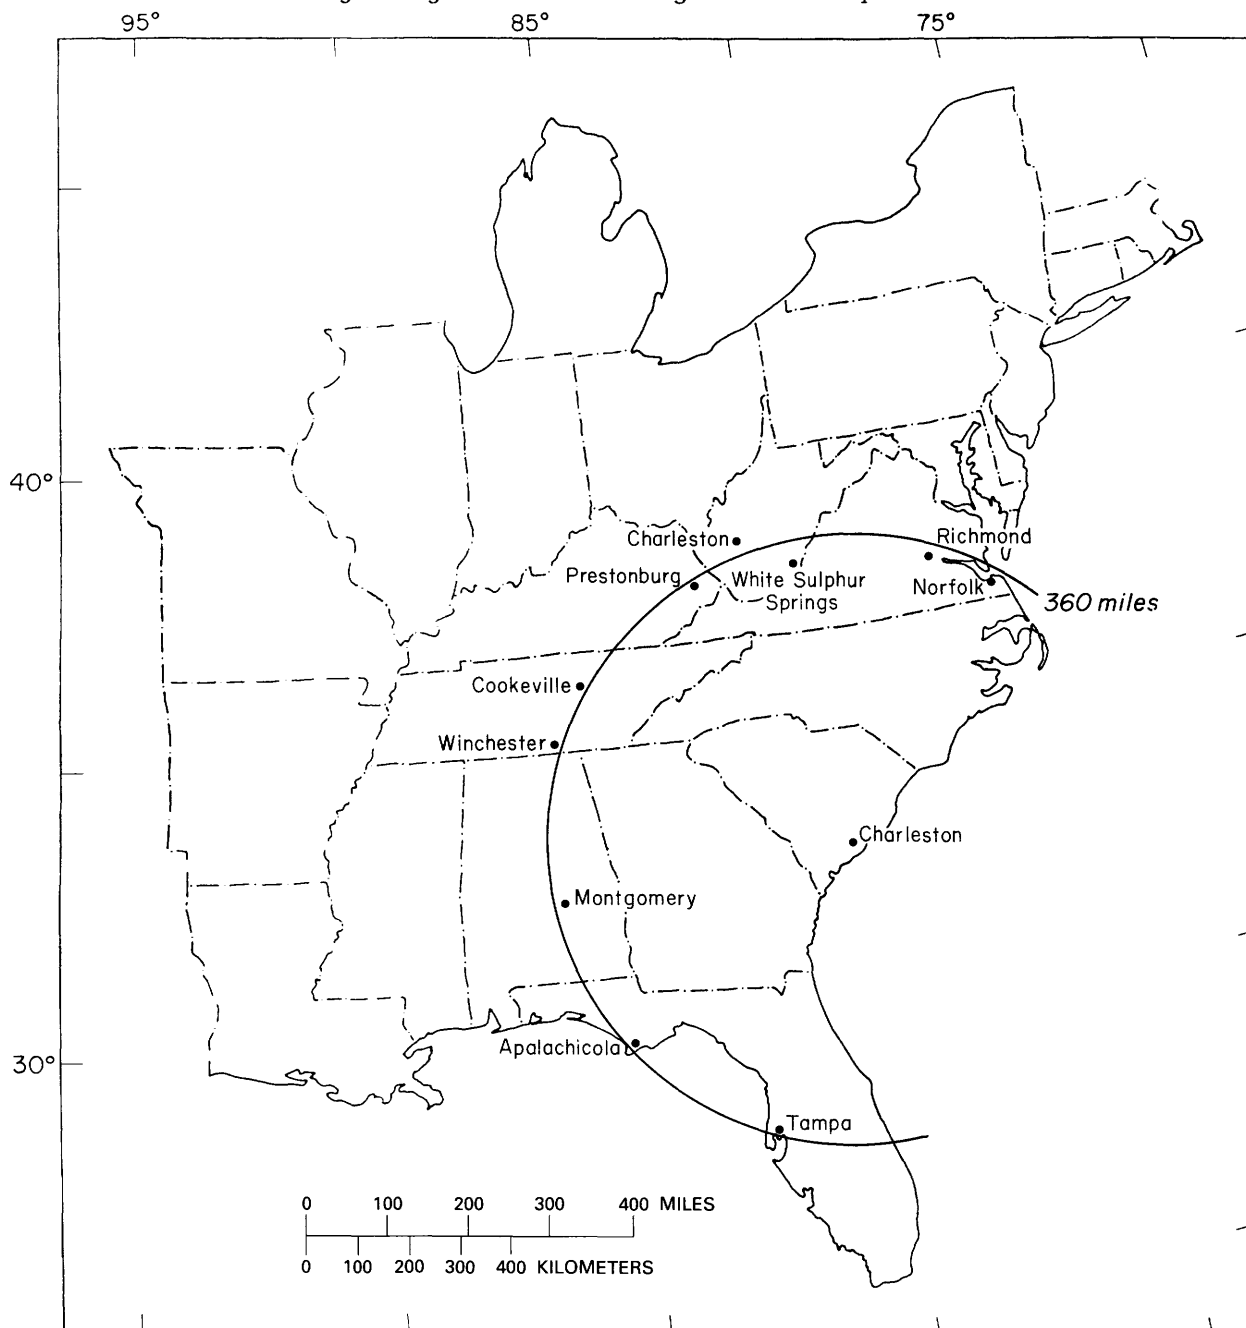 95° 85° 75°
40°
Charleston
Richmond
Prestonburg
White Sulphur
Springs
Norfolk
360 miles
Cookeville
Winchester
Charleston
Montgomery
30°
Apalachicola
Tampa
0 100 200 300 400 MILES
0 100 200 300 400 KILOMETERS